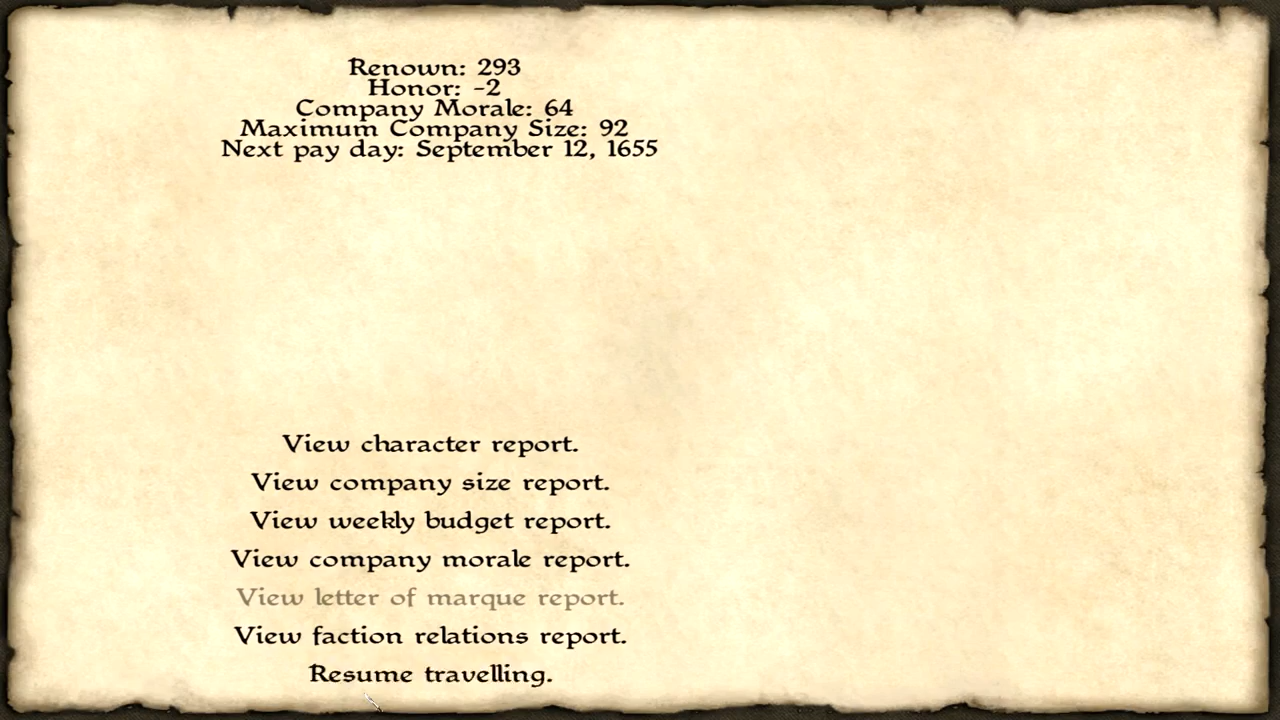 Renown: 293
Honor: -2
Company Morale: 64
Maximum Company Size: 92
Next pay day: September 12, 1655
View character report.
View company size report.
View weekly budget report.
View company morale report.
View letter of marque report.
View faction relations report.
Resume travelling.